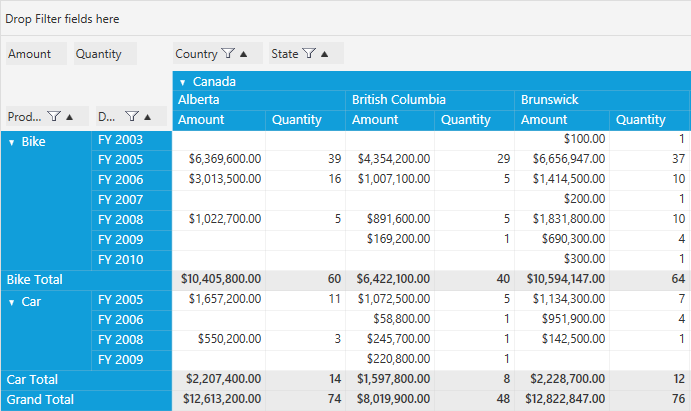 Drop Filter fields here
Amount Quantity Country State
Canada
Alberta British Columbia Brunswick
Prod... D... Amount Quantity Amount Quantity Amount Quantity
Bike FY 2003 $100.00 1
FY 2005 $6,369,600.00 39 $4,354,200.00 29 $6,656,947.00 37
FY 2006 $3,013,500.00 16 $1,007,100.00 5 $1,414,500.00 10
FY 2007 $200.00 1
FY 2008 $1,022,700.00 5 $891,600.00 5 $1,831,800.00 10
FY 2009 $169,200.00 1 $690,300.00 4
FY 2010 $300.00 1
Bike Total $10,405,800.00 60 $6,422,100.00 40 $10,594,147.00 64
Car FY 2005 $1,657,200.00 11 $1,072,500.00 5 $1,134,300.00 7
FY 2006 $58,800.00 1 $951,900.00 4
FY 2008 $550,200.00 3 $245,700.00 1 $142,500.00 1
FY 2009 $220,800.00 1
Car Total $2,207,400.00 14 $1,597,800.00 8 $2,228,700.00 12
Grand Total $12,613,200.00 74 $8,019,900.00 48 $12,822,847.00 76